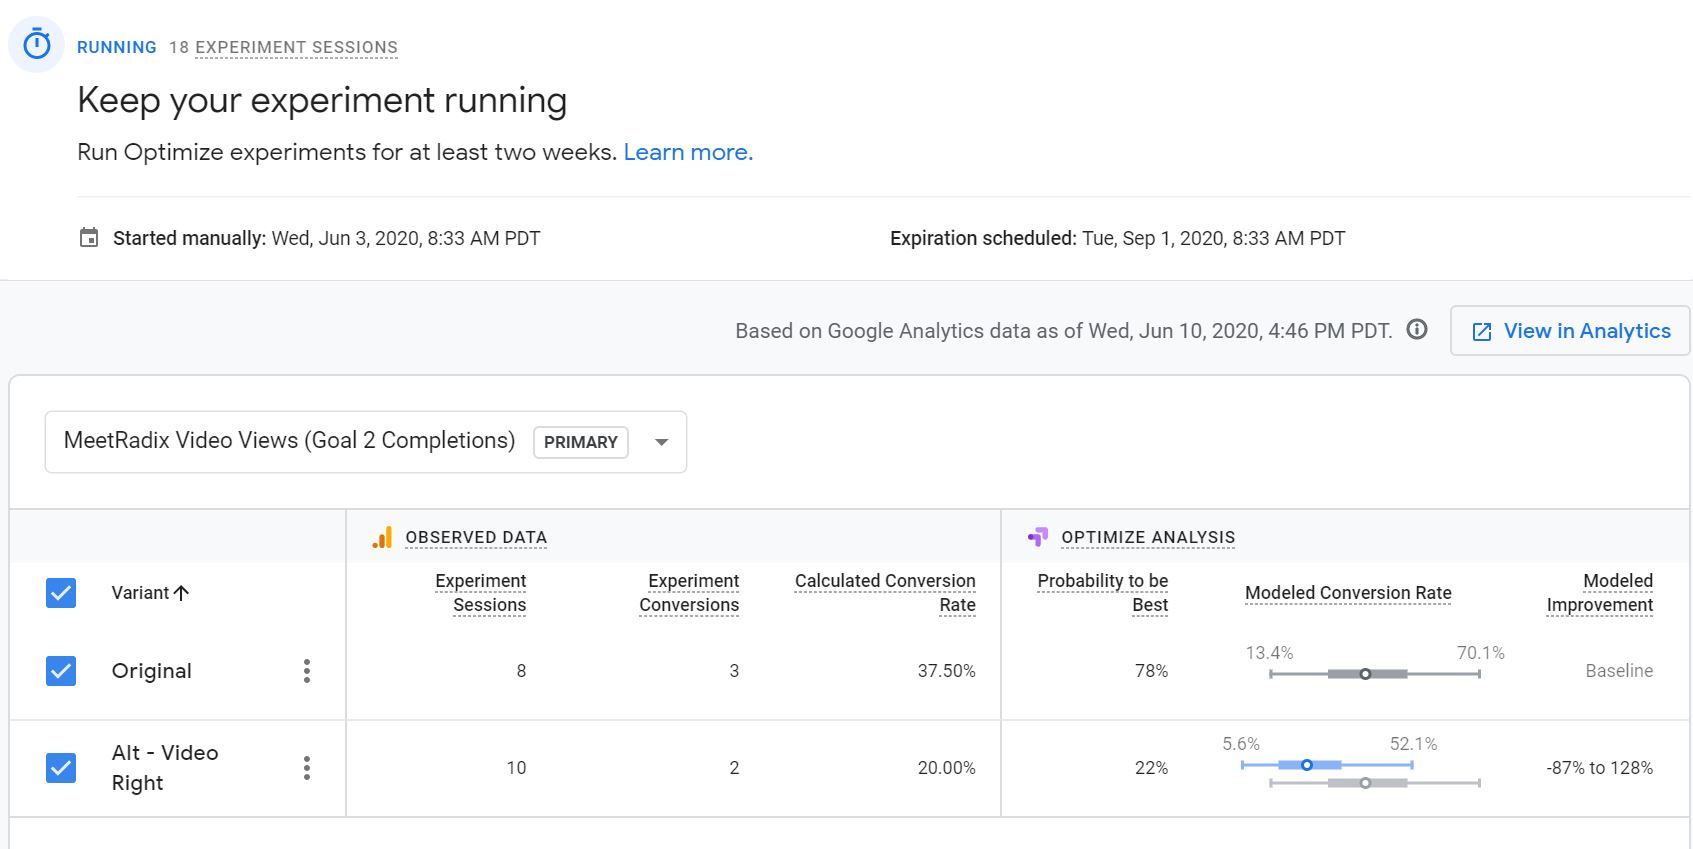 RUNNING 18 EXPERIMENT SESSIONS
Keep your experiment running
Run Optimize experiments for at least two weeks. Learn more.
Started manually: Wed, Jun 3, 2020, 8:33 AM PDT
Expiration scheduled: Tue, Sep 1, 2020, 8:33 AM PDT
Based on Google Analytics data as of Wed, Jun 10, 2020, 4:46 PM PDT.
View in Analytics
MeetRadix Video Views (Goal 2 Completions) PRIMARY
OBSERVED DATA
OPTIMIZE ANALYSIS
Variant
Experiment
Sessions
Experiment
Conversions
Calculated Conversion
Rate
Probability to be
Best
Modeled Conversion Rate
Modeled
Improvement
Original
8
3
37.50%
78%
13.4% 70.1%
Baseline
Alt - Video
Right
10
2
20.00%
22%
5.6% 52.1%
-87% to 128%